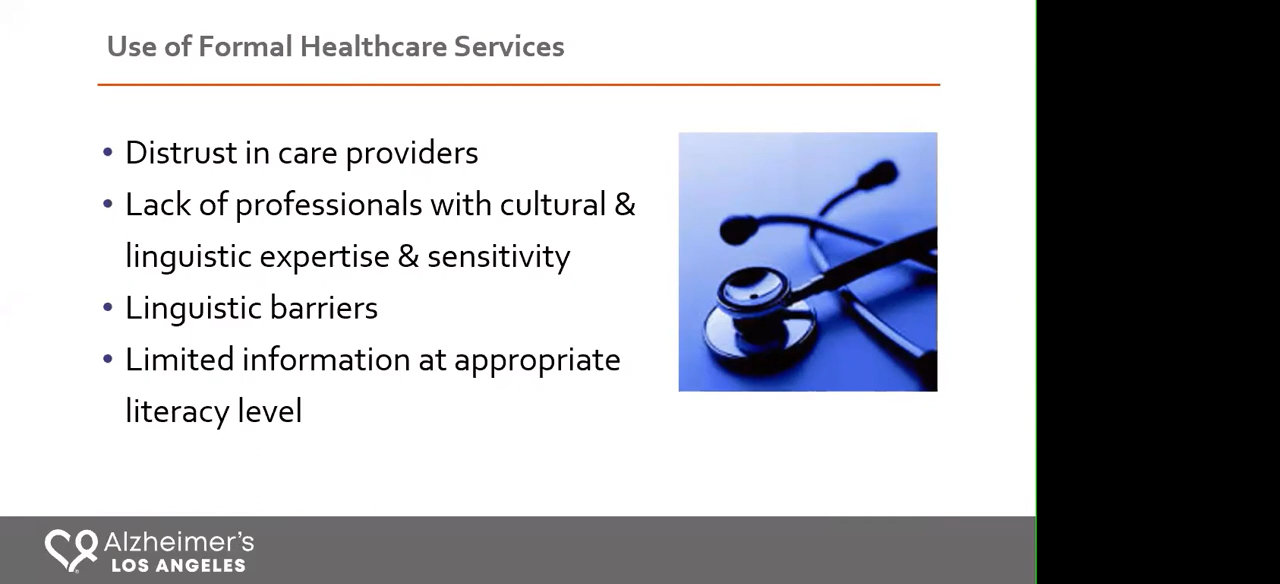 Use of Formal Healthcare Services
• Distrust in care providers
• Lack of professionals with cultural &
linguistic expertise & sensitivity
• Linguistic barriers
• Limited information at appropriate
literacy level
Alzheimer's
LOS ANGELES